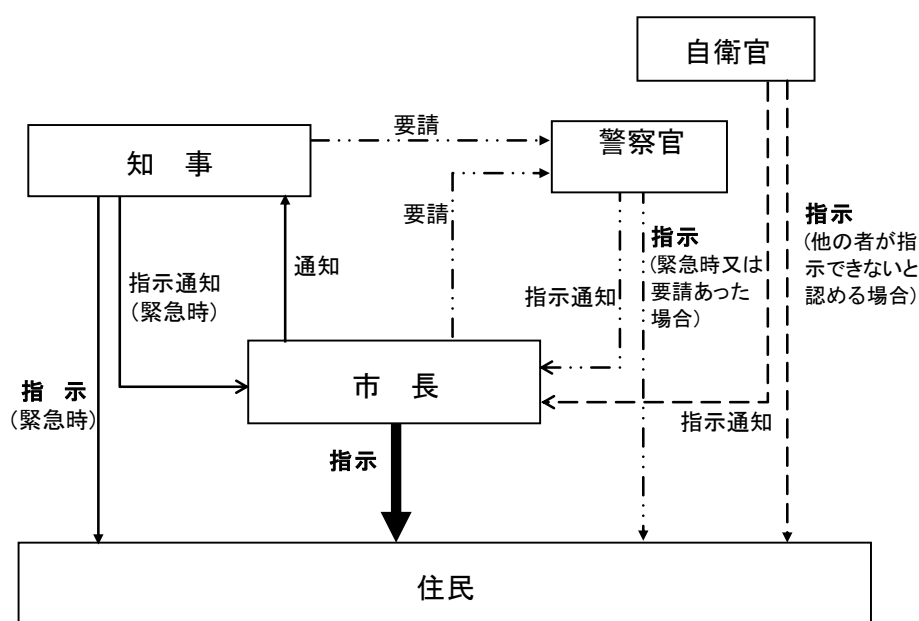 自衛官
要請
知　事
警察官
要請
指示
(他の者が指
示できないと
認める場合)
指示
(緊急時又は
要請あった
場合)
通知
指示通知
(緊急時)
指示通知
市　長
指　示
(緊急時)
指示通知
指示
住民